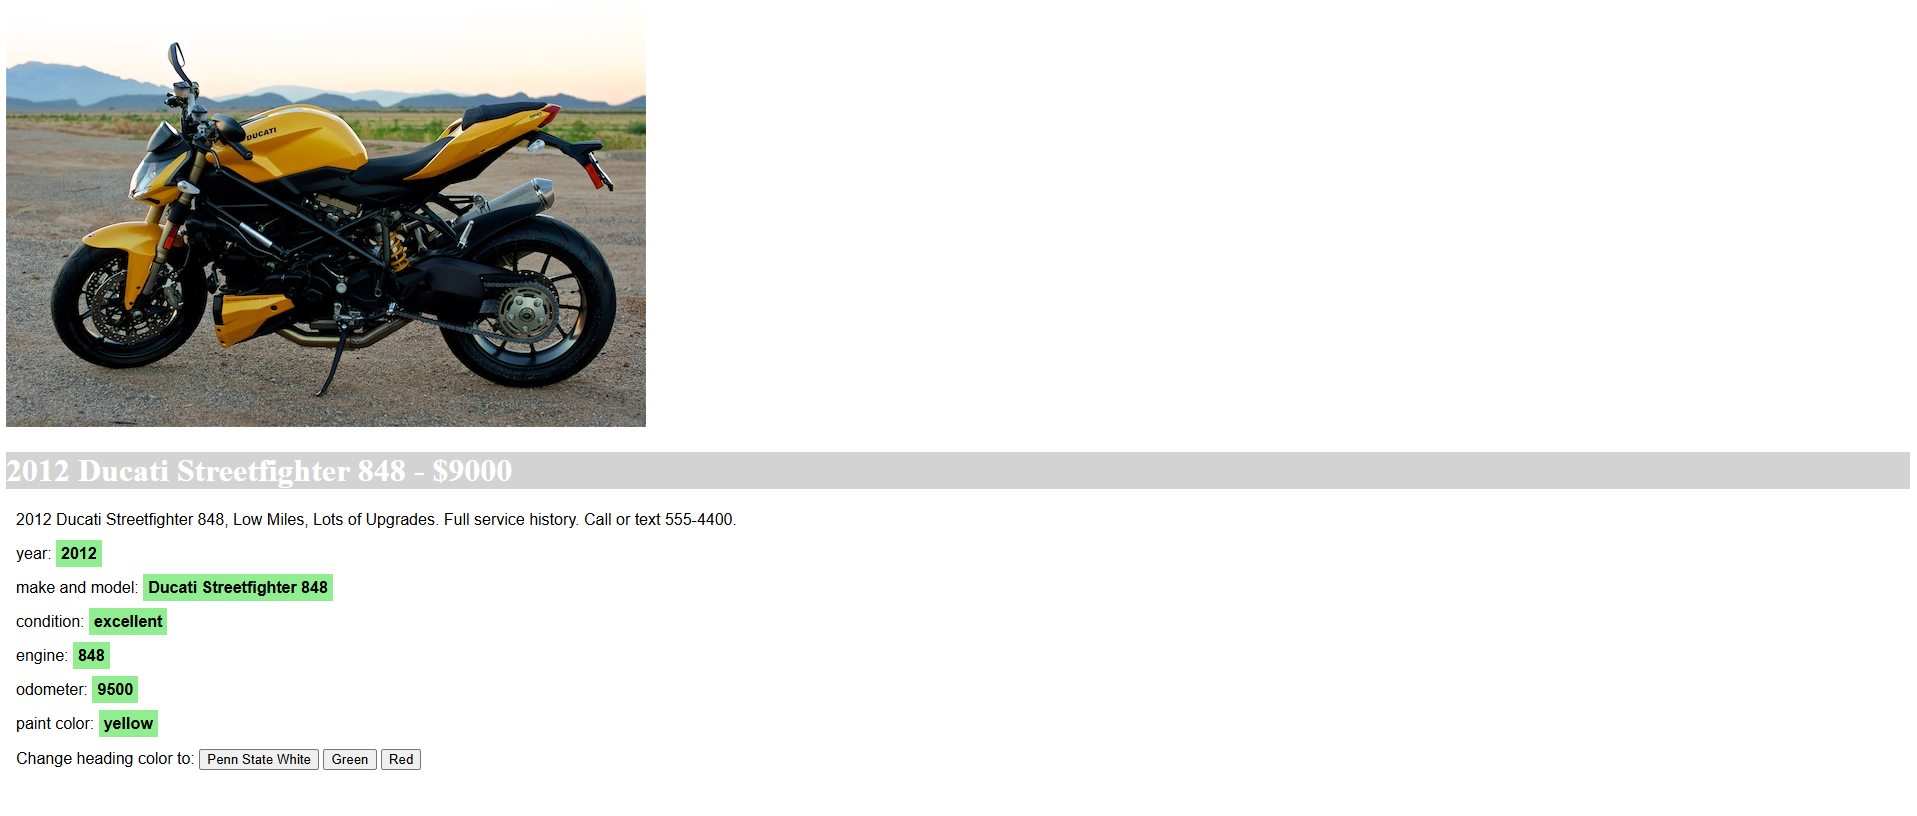 DUCATI
2012 Ducati Streetfighter 848 - $9000
2012 Ducati Streetfighter 848, Low Miles, Lots of Upgrades. Full service history. Call or text 555-4400.
year: 2012
make and model: Ducati Streetfighter 848
condition: excellent
engine: 848
odometer: 9500
paint color: yellow
Change heading color to: Penn State White Green Red